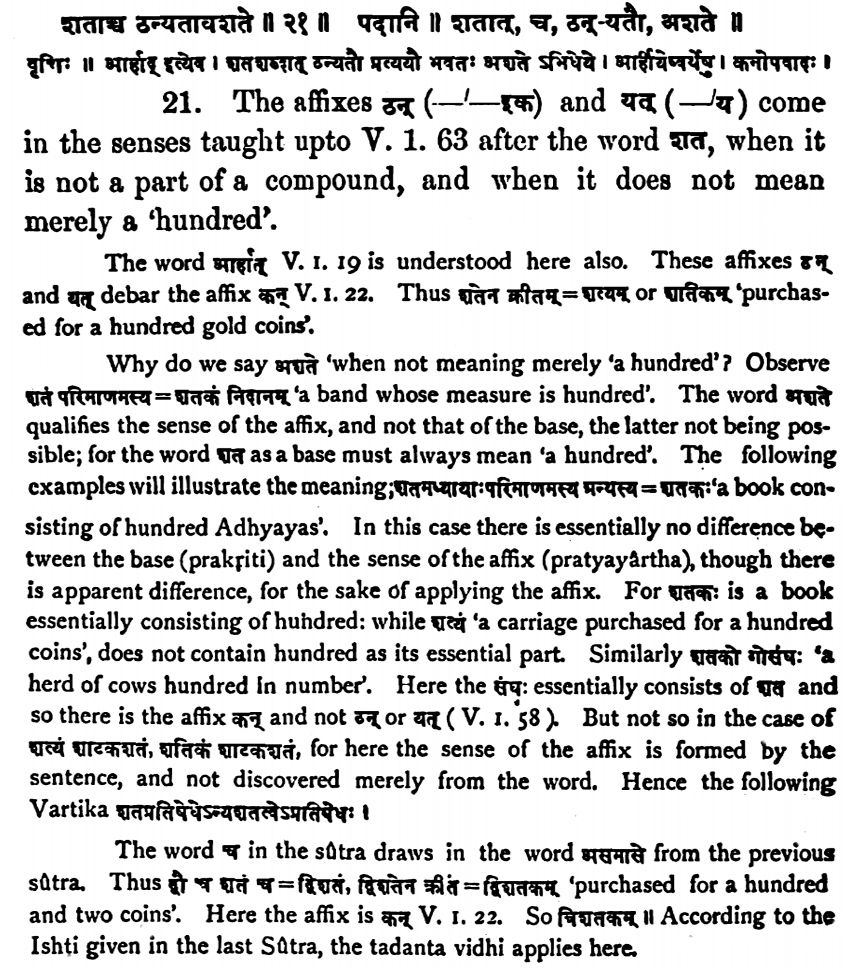 शताच्च ठन्यतावशते ॥ २१ ॥ पदानि ॥ शतात्, च, ठन्-यतौ, अशते ॥
वृत्तिः ॥ आर्हाद् इत्येव । शतशब्दात् ठन्यतौ प्रत्ययौ भवतः अशते ऽभिधेये । आर्हीयेष्वर्थेषु । कनोपवादः ।
21. The affixes ठन् (—′—इक) and यत् (—′य) come
in the senses taught upto V. 1. 63 after the word शत, when it
is not a part of a compound, and when it does not mean
merely a ‘hundred’.
The word आर्हात् V. 1. 19 is understood here also. These affixes ठन्
and यत् debar the affix कन् V. 1. 22. Thus शतेन क्रीतम्=शत्यम् or शतिकम् ‘purchas-
ed for a hundred gold coins’.
Why do we say अशते ‘when not meaning merely ‘a hundred’? Observe
शतं परिमाणमस्य=शतकं निदानम् ‘a band whose measure is hundred’. The word अशते
qualifies the sense of the affix, and not that of the base, the latter not being pos-
sible; for the word शत as a base must always mean ‘a hundred’. The following
examples will illustrate the meaning; शतमध्यायाः परिमाणमस्य ग्रन्थस्य=शतकः ‘a book con-
sisting of hundred Adhyayas’. In this case there is essentially no difference be-
tween the base (prakṛiti) and the sense of the affix (pratyayârtha), though there
is apparent difference, for the sake of applying the affix. For शतकः is a book
essentially consisting of hundred: while शत्यं ‘a carriage purchased for a hundred
coins’, does not contain hundred as its essential part. Similarly शतको गोसंघः ‘a
herd of cows hundred in number’. Here the संघः essentially consists of शत and
so there is the affix कन् and not ठन् or यत् (V. 1. 58). But not so in the case of
शत्यं शाटकशतं, शतिकं शाटकशतं, for here the sense of the affix is formed by the
sentence, and not discovered merely from the word. Hence the following
Vartika शतप्रतिषेधेऽन्यशतत्वेऽप्रतिषेधः ।
The word च in the sûtra draws in the word असमासे from the previous
sûtra. Thus द्वौ च शतं च=द्विशतं, द्विशतेन क्रीतं=द्विशतकम् ‘purchased for a hundred
and two coins’. Here the affix is कन् V. 1. 22. So त्रिशतकम् ॥ According to the
Ishṭi given in the last Sûtra, the tadanta vidhi applies here.